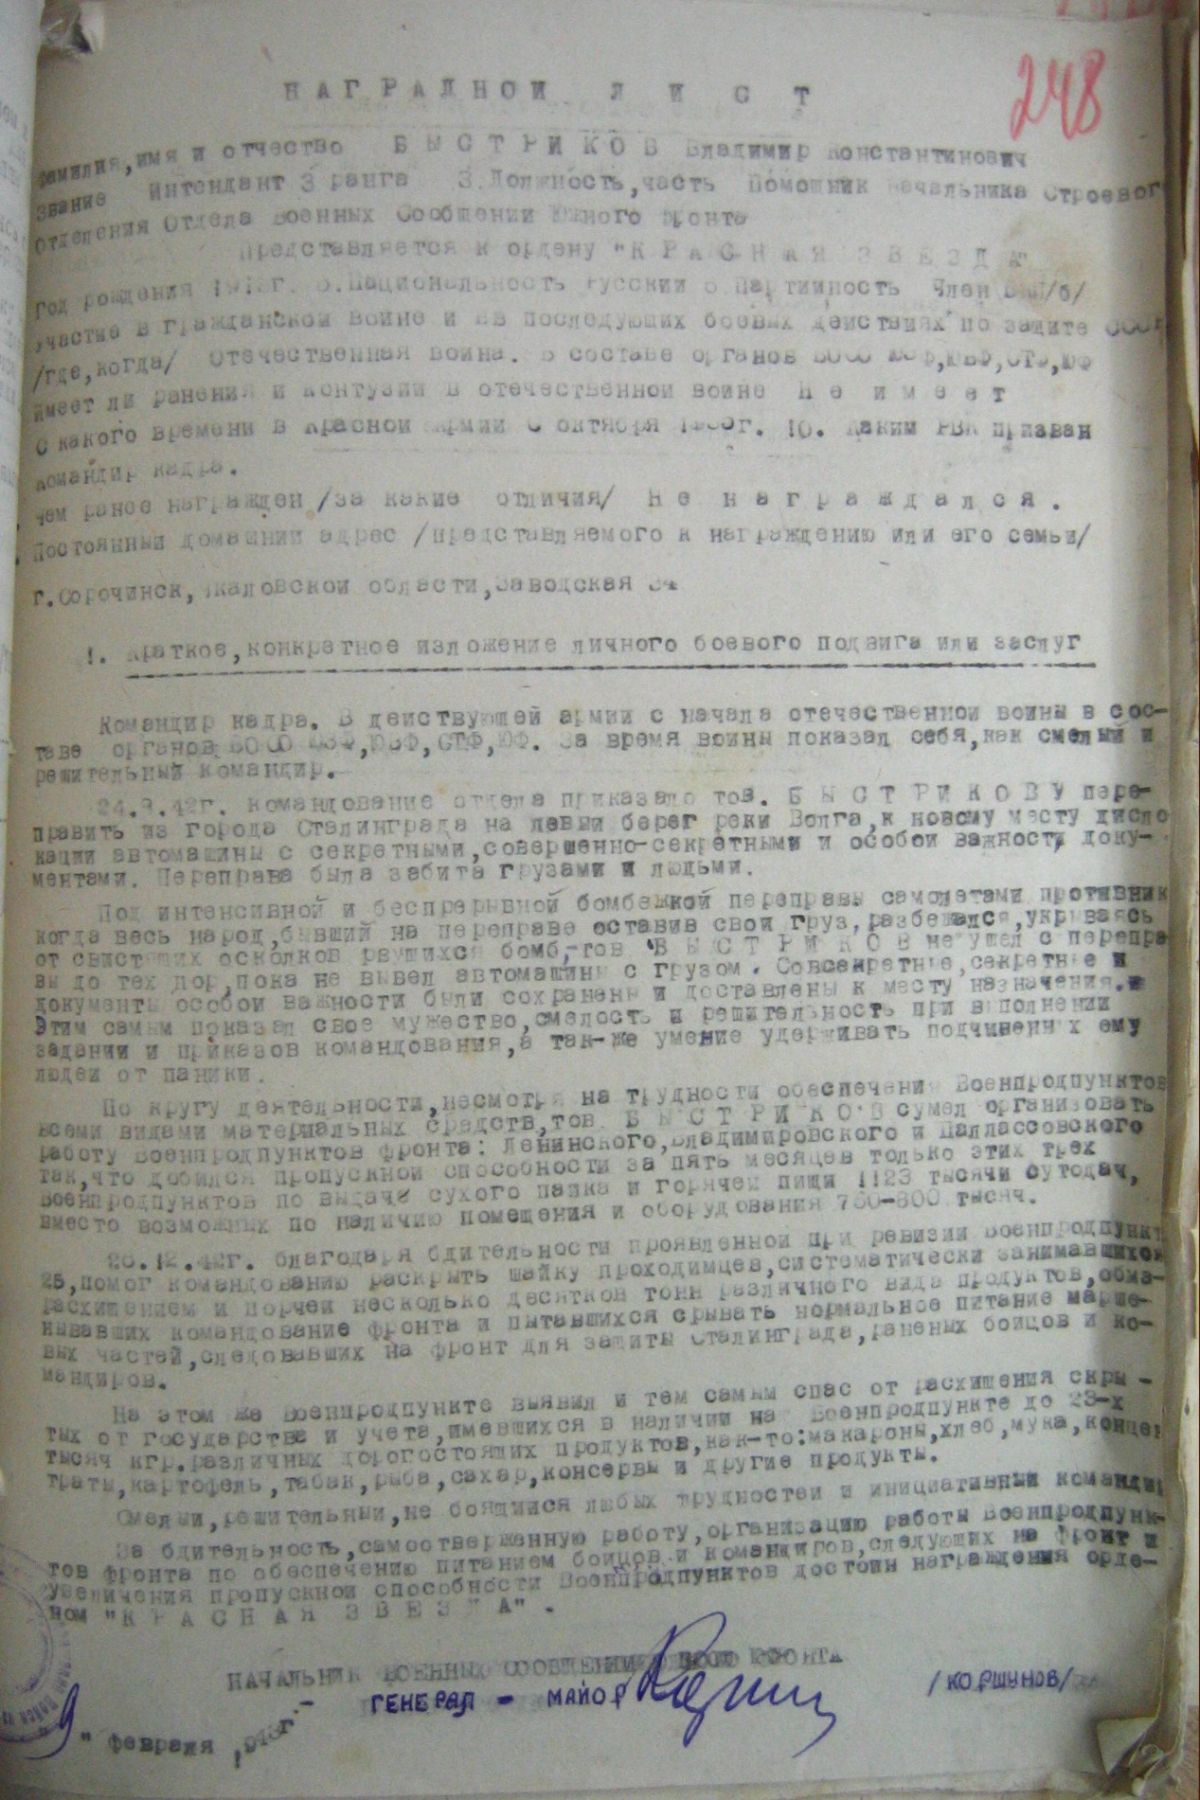 248
НАГРАДНОЙ ЛИСТ
Фамилия,имя и отчество БЫСТРИКОВ Владимир Константинович
Звание Интендант 3 ранга 3.Должность,часть Помошник Начальника Строевог
Отделения Отдела Военных Сообщений Южного фронта
Представляется к ордену "КРАСНАЯ ЗВЕЗДА"
Год рождения Национальность Русский 6 Партийность Член
Участие в гражданской войне и в последующих боевых действиях по защите
/где,когда/ Отечественная война. В составе органов ВОСО ЮЗФ,ЮВФ,СТФ,ЮФ
Имеет ли ранения и контузии в отечественной войне Не имеет
С какого времени в Красной Армии С октября 10. Каким РВК призван
Командир кадра.
Чем ранее награжден /за какие отличия/ Не награждался.
Постоянный домашний адрес /представляемого к награждению или его семьи/
г.Сорочинск, Чкаловской области,Заводская
1. Краткое,конкретное изложение личного боевого подвига или заслуг
Командир кадра. В действующей армии с начала отечественной войны в сос-
таве органов ВОСО ЮЗФ,ЮВФ,СТФ,ЮФ. За время войны показал себя,как смелый и
решительный командир.
командование отдела приказало тов. БЫСТРИКОВУ пере-
править из города Сталинграда на левый берег реки Волга,к новому месту дисло
кации автомашины с секретными,совершенно-секретными и особой важности доку-
ментами. Переправа была забита грузами и людьми.
Под интенсивной и беспрерывной бомбежкой переправы самолетами противник
когда весь народ,бывший на переправе оставив свой груз,разбежался,укрываясь
от свистящих осколков рвущихся бомб,-тов БЫСТРИКОВ не ушел с перепра
вы до тех пор,пока не вывел автомашины с грузом. Совсекретные,секретные и
документы особой важности были сохранены и доставлены к месту назначения.
Этим самым показал свое мужество,смелость и решительность при выполнении
заданий и приказов командования,а так-же умение удерживать подчиненных ему
людей от паники.
По кругу деятельности,несмотря на трудности обеспечения Военпродпунктов
всеми видами материальных средств,тов БЫСТРИКОВ сумел организовать
работу Военпродпунктов фронта: Ленинского,Владимировского и Палласовского
так,что добился пропускной способности за пять месяцев только этих трех
Военпродпунктов по выдаче сухого пайка и горячей пищи 1123 тысячи сутодач,
вместо возможных по наличию помещения и оборудования 750-800 тысяч.
благодаря бдительности проявленной при ревизии Военпродпункт
25,помог командованию раскрыть шайку проходимцев,систематически занимавшихся
расхищением и порчей несколько десятков тонн различного вида продуктов,обма-
нывавших командование фронта и пытавшихся срывать нормальное питание марше-
вых частей,следовавших на фронт для защиты Сталинграда,раненых бойцов и ко-
мандиров.
На этом же Военпродпункте выявил и тем самым спас от расхищения скры -
тых от государства и учета,имевшихся в наличии на Военпродпункте до 23-х
тысяч кгр.различных дорогостоящих продуктов,как-то:макароны,хлеб,мука,концен
траты,картофель,табак,рыба,сахар,консервы и другие продукты.
Смелый,решительный,не боящийся любых трудностей и инициативный командир
За бдительность,самоотверженную работу,организацию работы Военпродпунк-
тов фронта по обеспечению питанием бойцов и командиров,следующих на фронт и
увеличения пропускной способности Военпродпунктов достоин награждения орде-
ном "КРАСНАЯ ЗВЕЗДА".
НАЧАЛЬНИК ВОЕННЫХ СООБЩЕНИЙ ФРОНТА
ГЕНЕРАЛ - МАЙОР /КОРШУНОВ/
"9" февраля 1943г.